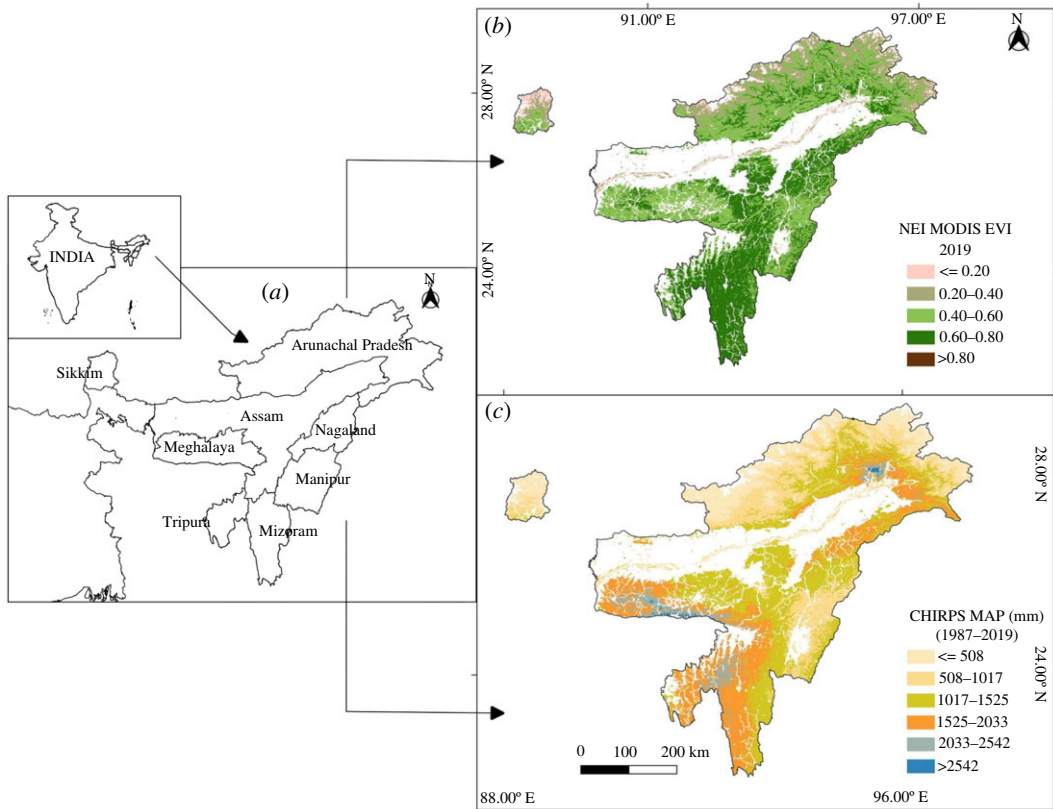 (b)
91.00º E
97.00º E
N
28.00º N
24.00º N
NEI MODIS EVI
2019
<= 0.20
0.20–0.40
0.40–0.60
0.60–0.80
>0.80
INDIA
(a)
N
Arunachal Pradesh
Sikkim
Assam
Nagaland
Meghalaya
Manipur
Tripura
Mizoram
(c)
28.00º N
24.00º N
CHIRPS MAP (mm)
(1987–2019)
<= 508
508–1017
1017–1525
1525–2033
2033–2542
>2542
0 100 200 km
88.00º E
96.00º E